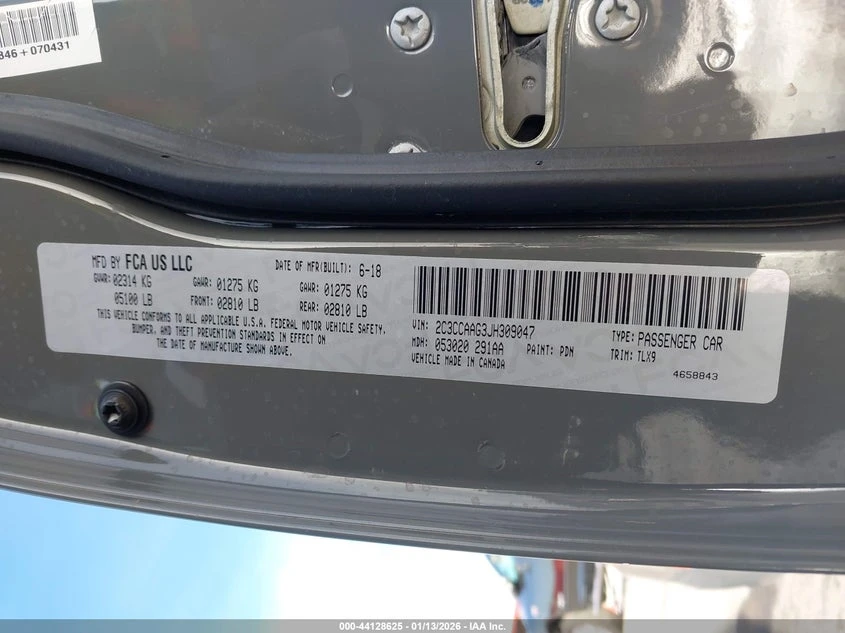 846 + 070431
MFD BY FCA US LLC
DATE OF MFR(BUILT): 6-18
GVWR: 02314 KG
GAWR: 01275 KG
GAWR: 01275 KG
05100 LB
FRONT: 02810 LB
REAR: 02810 LB
THIS VEHICLE CONFORMS TO ALL APPLICABLE U.S.A. FEDERAL MOTOR VEHICLE SAFETY,
BUMPER, AND THEFT PREVENTION STANDARDS IN EFFECT ON
THE DATE OF MANUFACTURE SHOWN ABOVE.
VIN: 2C3CCAAG3JH309047
TYPE: PASSENGER CAR
MDH: 053020 291AA
PAINT: PDN
TRIM: TLX9
VEHICLE MADE IN CANADA
4658843
000-44128625 - 01/13/2026 - IAA Inc.